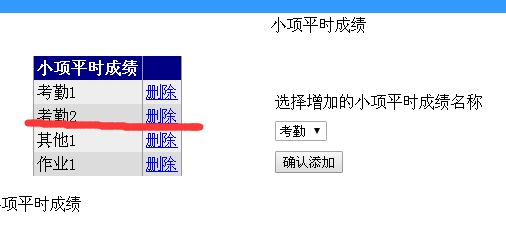 小项平时成绩
小项平时成绩
考勤1 删除
考勤2 删除
其他1 删除
作业1 删除
选择增加的小项平时成绩名称
考勤
确认添加
项平时成绩